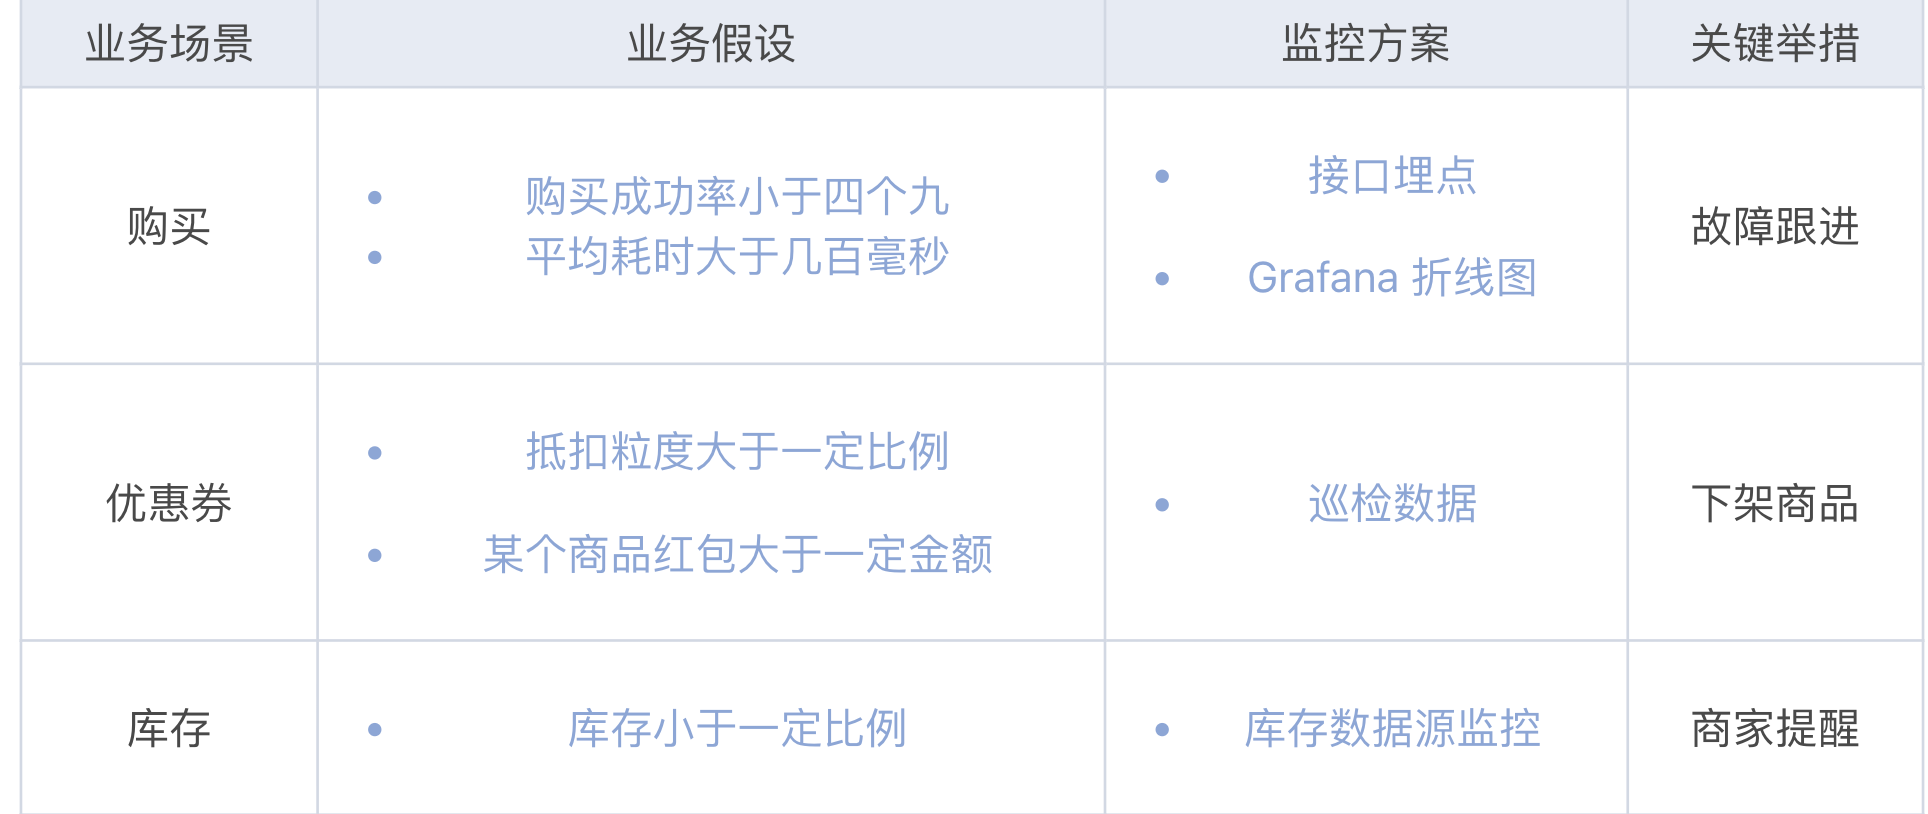 业务场景 业务假设 监控方案 关键举措
购买
• 购买成功率小于四个九
• 平均耗时大于几百毫秒
• 接口埋点
• Grafana 折线图
故障跟进
优惠券
• 抵扣粒度大于一定比例
• 某个商品红包大于一定金额
• 巡检数据
下架商品
库存
• 库存小于一定比例
• 库存数据源监控
商家提醒